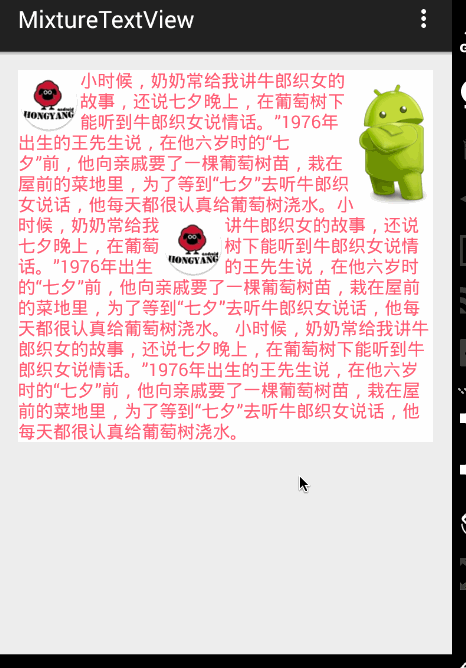 MixtureTextView
小时候，奶奶常给我讲牛郎织女的
故事，还说七夕晚上，在葡萄树下
能听到牛郎织女说情话。”1976年
android
HONGYANG
出生的王先生说，在他六岁时的“七
夕”前，他向亲戚要了一棵葡萄树苗，栽在
屋前的菜地里，为了等到“七夕“去听牛郎织
女说话，他每天都很认真给葡萄树浇水。小
时候，奶奶常给我 讲牛郎织女的故事，还说
七夕晚上，在葡萄 树下能听到牛郎织女说情
android
HONGYANG
话。”1976年出生 的王先生说，在他六岁时
的“七夕”前，他向亲戚要了一棵葡萄树苗，栽在屋前
的菜地里，为了等到“七夕”去听牛郎织女说话，他每
天都很认真给葡萄树浇水。 小时候，奶奶常给我讲牛
郎织女的故事，还说七夕晚上，在葡萄树下能听到牛
郎织女说情话。”1976年出生的王先生说，在他六岁
时的“七夕”前，他向亲戚要了一棵葡萄树苗，栽在屋
前的菜地里，为了等到“七夕”去听牛郎织女说话，他
每天都很认真给葡萄树浇水。